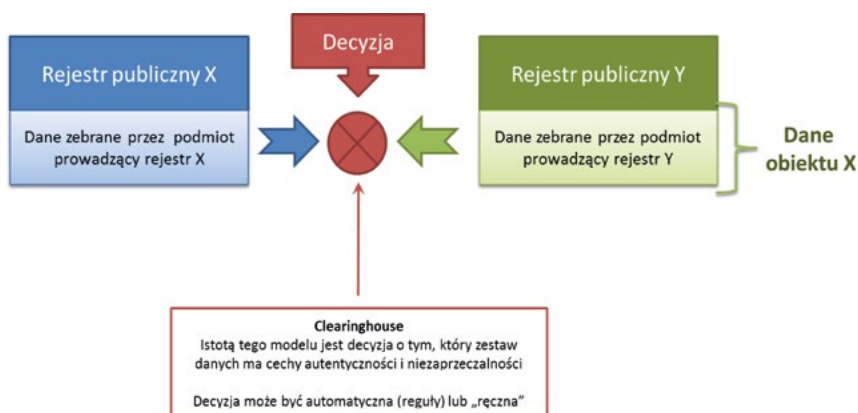 Decyzja
Rejestr publiczny X
Dane zebrane przez podmiot
prowadzący rejestr X
Rejestr publiczny Y
Dane zebrane przez podmiot
prowadzący rejestr Y
Dane
obiektu X
Clearinghouse
Istotą tego modelu jest decyzja o tym, który zestaw
danych ma cechy autentyczności i niezaprzeczalności
Decyzja może być automatyczna (reguły) lub „ręczna”